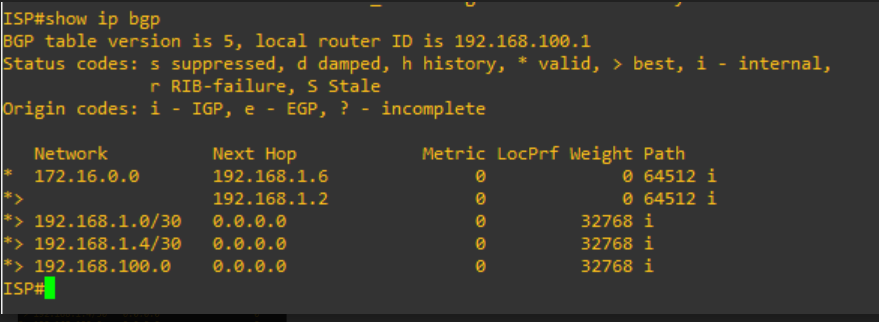 ISP#show ip bgp
BGP table version is 5, local router ID is 192.168.100.1
Status codes: s suppressed, d damped, h history, * valid, > best, i - internal,
              r RIB-failure, S Stale
Origin codes: i - IGP, e - EGP, ? - incomplete

   Network          Next Hop            Metric LocPrf Weight Path
*  172.16.0.0       192.168.1.6              0             0 64512 i
*>                  192.168.1.2              0             0 64512 i
*> 192.168.1.0/30   0.0.0.0                  0         32768 i
*> 192.168.1.4/30   0.0.0.0                  0         32768 i
*> 192.168.100.0    0.0.0.0                  0         32768 i
ISP#